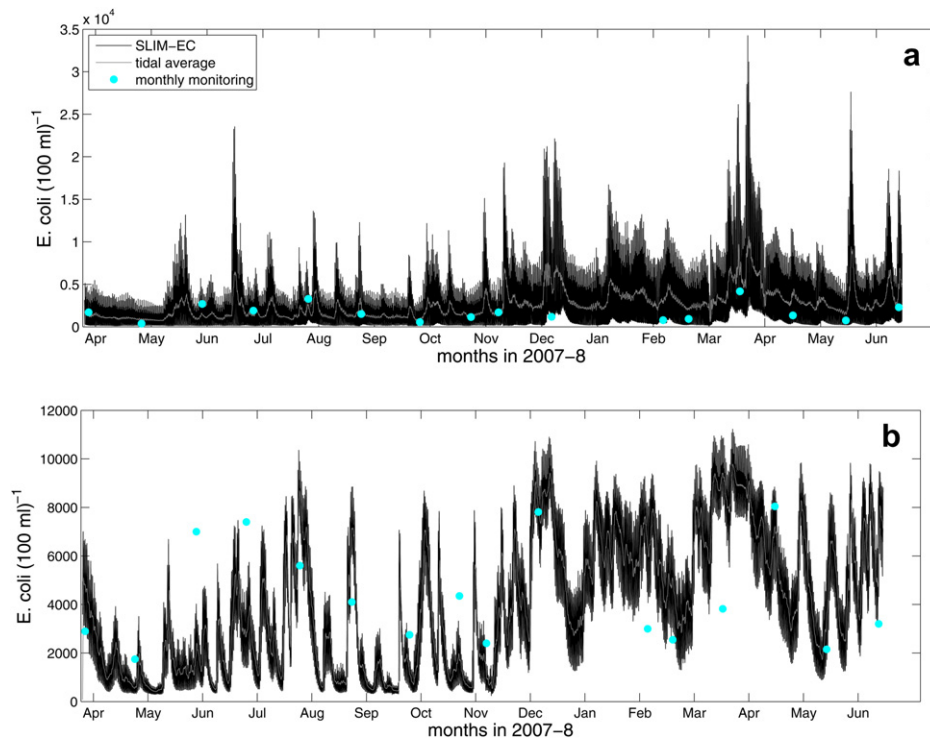 x 10⁴
3.5
3
2.5
2
1.5
1
0.5
0
E. coli (100 ml)⁻¹
SLIM−EC
tidal average
monthly monitoring
a
Apr May Jun Jul Aug Sep Oct Nov Dec Jan Feb Mar Apr May Jun
months in 2007−8
12000
10000
8000
6000
4000
2000
0
E. coli (100 ml)⁻¹
b
Apr May Jun Jul Aug Sep Oct Nov Dec Jan Feb Mar Apr May Jun
months in 2007−8